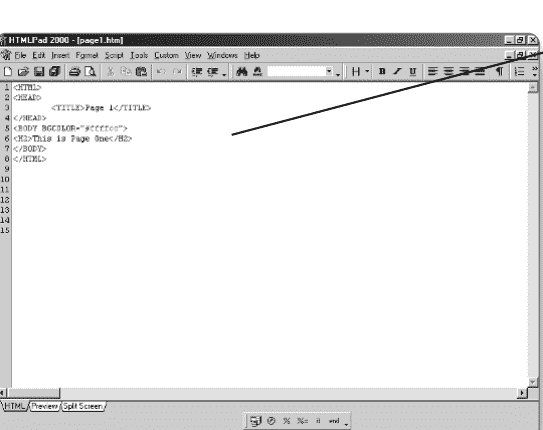 HTMLPad 2000 - [page1.htm]
File Edit Insert Format Script Tools Custom View Windows Help
H B I U
1 <HTML>
2 <HEAD>
3 <TITLE>Page 1</TITLE>
4 </HEAD>
5 <BODY BGCOLOR="#ffffcc">
6 <H2>This is Page One</H2>
7 </BODY>
8 </HTML>
9
10
11
12
13
14
15
HTML Preview Split Screen
% %= if end